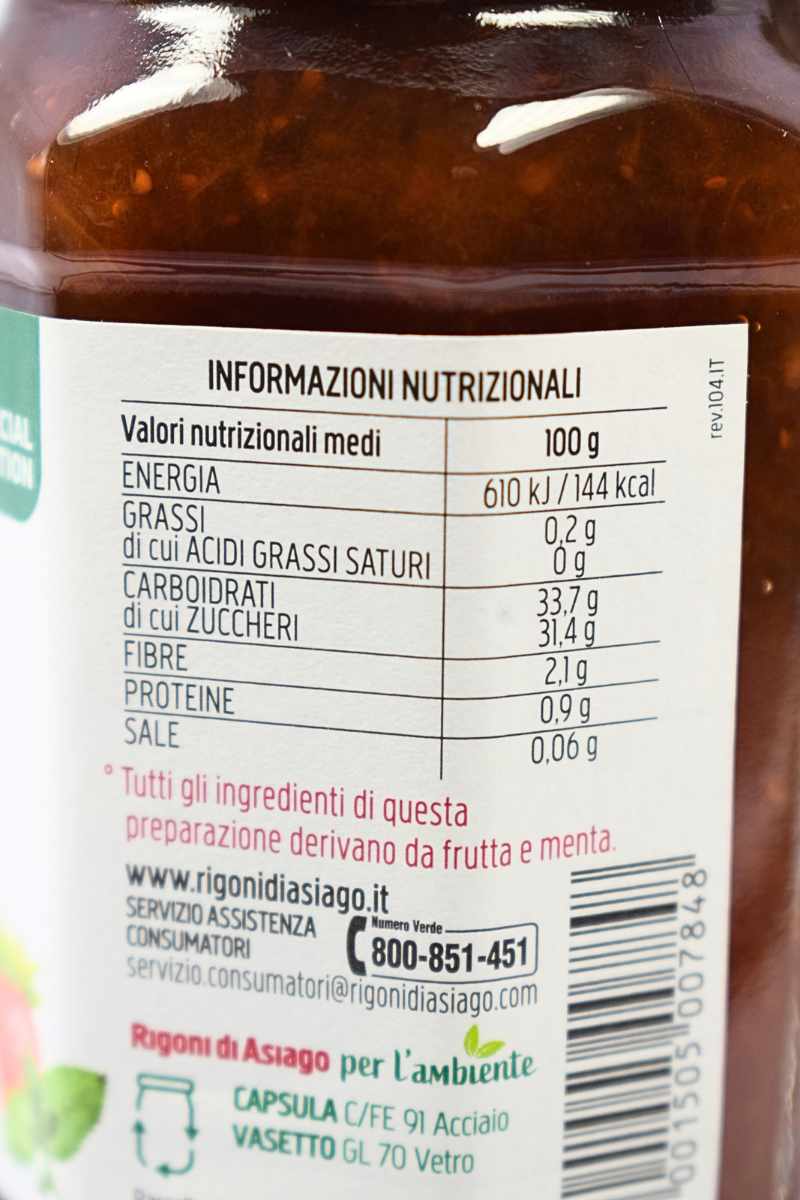 INFORMAZIONI NUTRIZIONALI
rev.104.IT
Valori nutrizionali medi 100 g
ENERGIA 610 kJ / 144 kcal
GRASSI 0,2 g
di cui ACIDI GRASSI SATURI 0 g
CARBOIDRATI 33,7 g
di cui ZUCCHERI 31,4 g
FIBRE 2,1 g
PROTEINE 0,9 g
SALE 0,06 g
° Tutti gli ingredienti di questa
preparazione derivano da frutta e menta.
www.rigonidiasiago.it
SERVIZIO ASSISTENZA
CONSUMATORI
Numero Verde
800-851-451
servizio.consumatori@rigonidiasiago.com
Rigoni di Asiago per l'ambiente
CAPSULA C/FE 91 Acciaio
VASETTO GL 70 Vetro
001505 007848